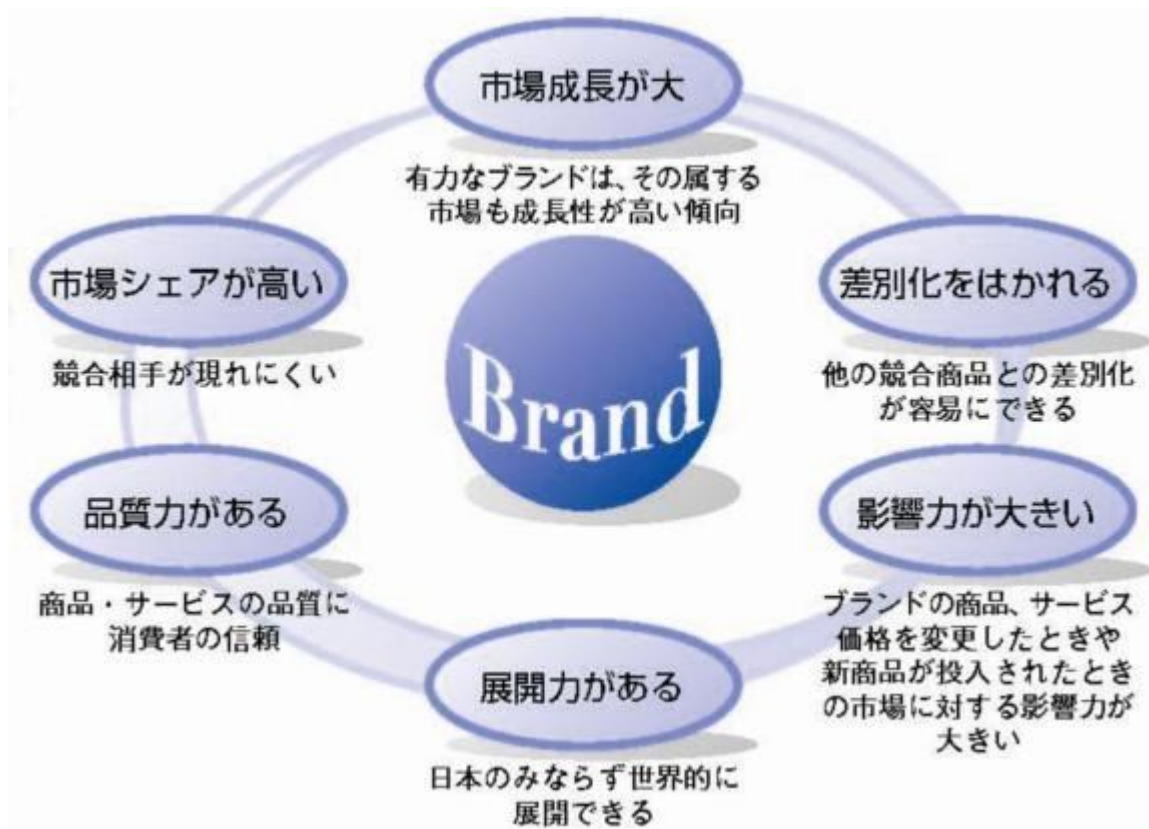 市場成長が大
有力なブランドは、その属する
市場も成長性が高い傾向
市場シェアが高い
競合相手が現れにくい
差別化をはかれる
他の競合商品との差別化
が容易にできる
Brand
品質力がある
商品・サービスの品質に
消費者の信頼
影響力が大きい
ブランドの商品、サービス
価格を変更したときや
新商品が投入されたとき
の市場に対する影響力が
大きい
展開力がある
日本のみならず世界的に
展開できる